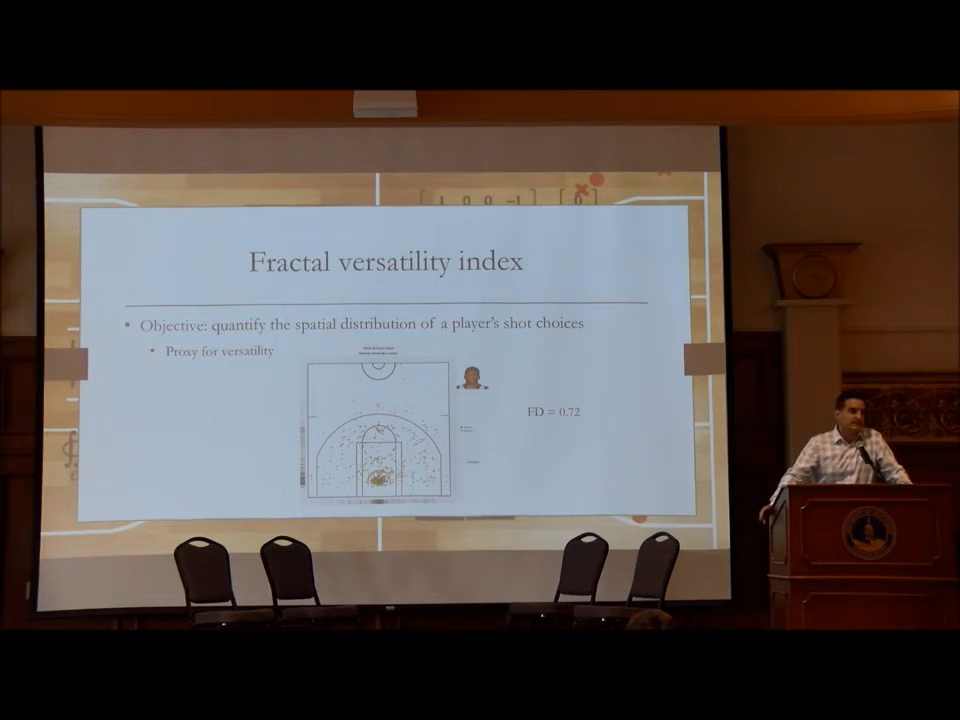 Fractal versatility index
• Objective: quantify the spatial distribution of a player's shot choices
• Proxy for versatility
FD = 0.72